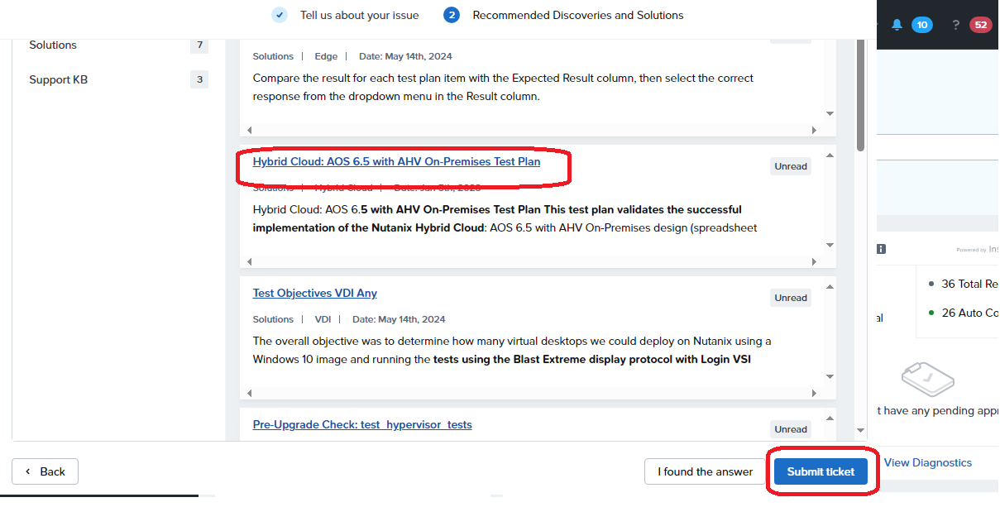 Tell us about your issue
2
Recommended Discoveries and Solutions
10
?
52
Solutions
7
Support KB
3
Solutions | Edge | Date: May 14th, 2024
Compare the result for each test plan item with the Expected Result column, then select the correct
response from the dropdown menu in the Result column.
Hybrid Cloud: AOS 6.5 with AHV On-Premises Test Plan
Unread
Solutions | Hybrid Cloud |
Hybrid Cloud: AOS 6.5 with AHV On-Premises Test Plan This test plan validates the successful
implementation of the Nutanix Hybrid Cloud: AOS 6.5 with AHV On-Premises design (spreadsheet
Test Objectives VDI Any
Unread
Solutions | VDI | Date: May 14th, 2024
The overall objective was to determine how many virtual desktops we could deploy on Nutanix using a
Windows 10 image and running the tests using the Blast Extreme display protocol with Login VSI
Pre-Upgrade Check: test_hypervisor_tests
Unread
Back
I found the answer
Submit ticket
i
Powered by Ins
36 Total Re
26 Auto Co
al
t have any pending appr
View Diagnostics